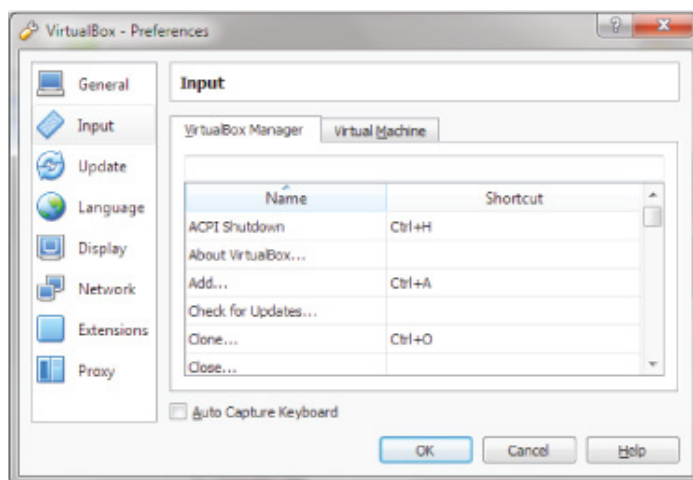 VirtualBox - Preferences
General
Input
Update
Language
Display
Network
Extensions
Proxy
Input
VirtualBox Manager
Virtual Machine
Name Shortcut
ACPI Shutdown Ctrl+H
About VirtualBox...
Add... Ctrl+A
Check for Updates...
Clone... Ctrl+O
Close...
Auto Capture Keyboard
OK Cancel Help